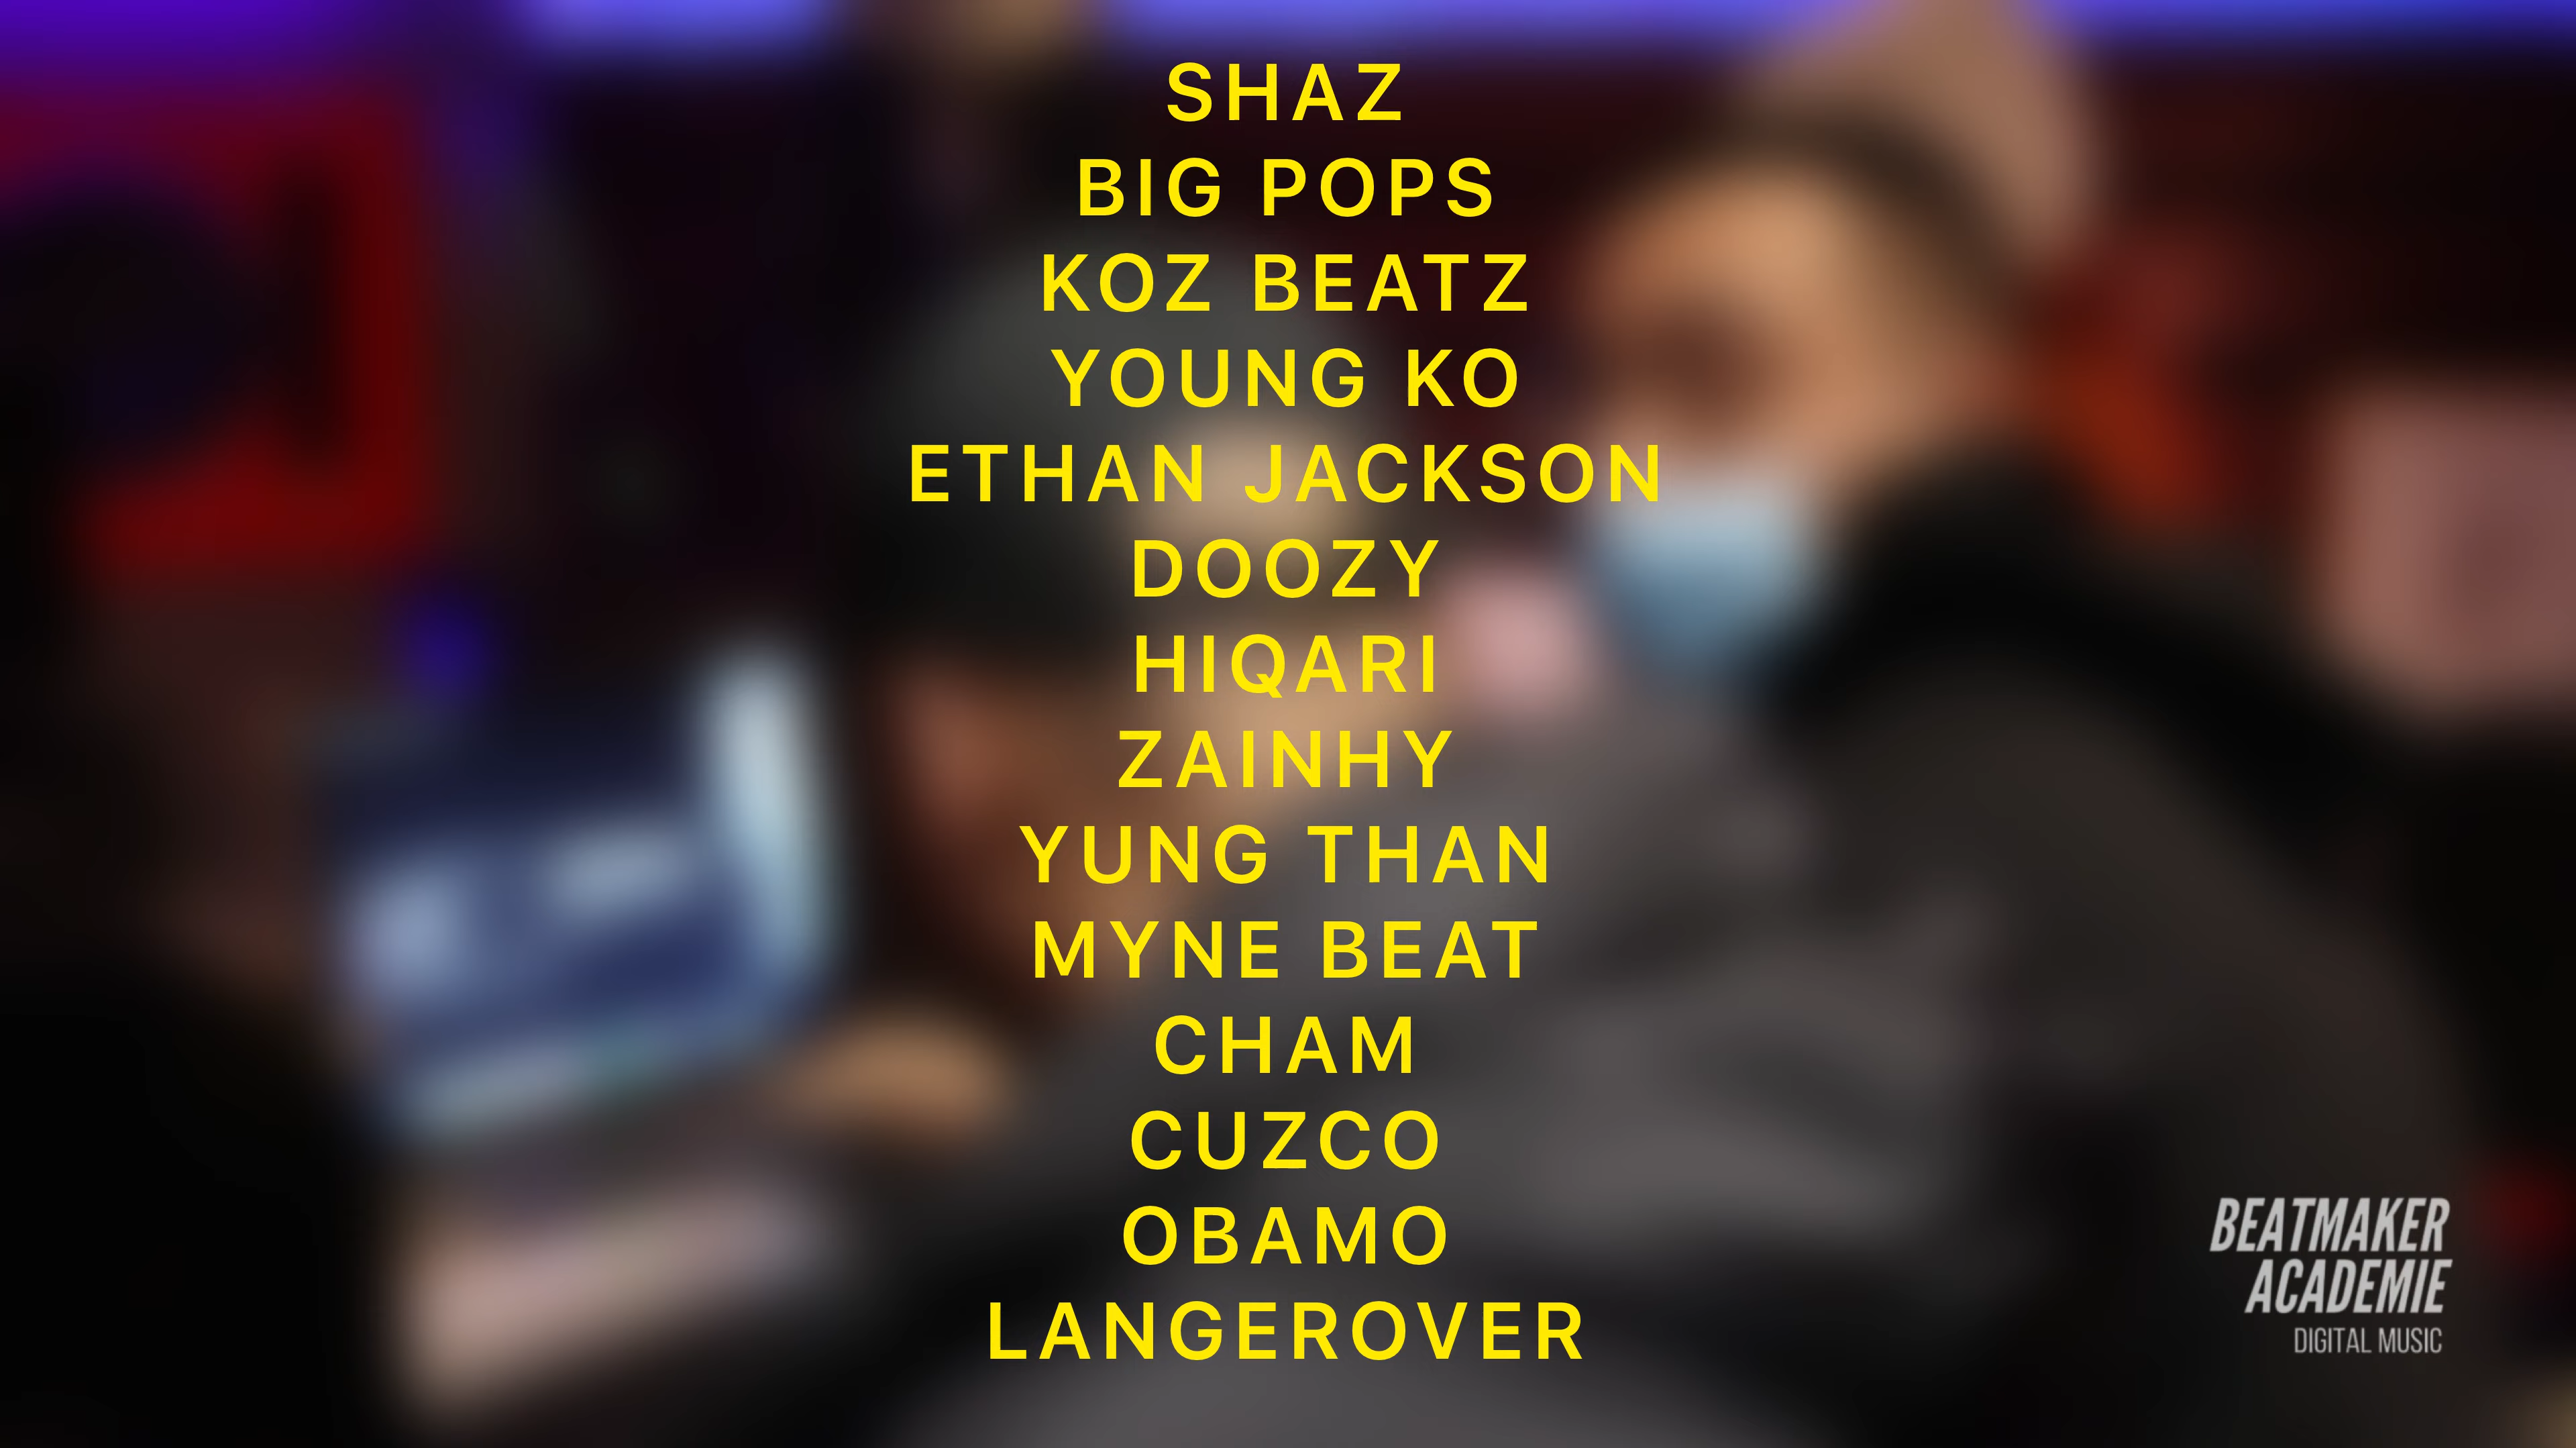 SHAZ
BIG POPS
KOZ BEATZ
YOUNG KO
ETHAN JACKSON
DOOZY
HIQARI
ZAINHY
YUNG THAN
MYNE BEAT
CHAM
CUZCO
OBAMO
LANGEROVER
BEATMAKER
ACADEMIE
DIGITAL MUSIC